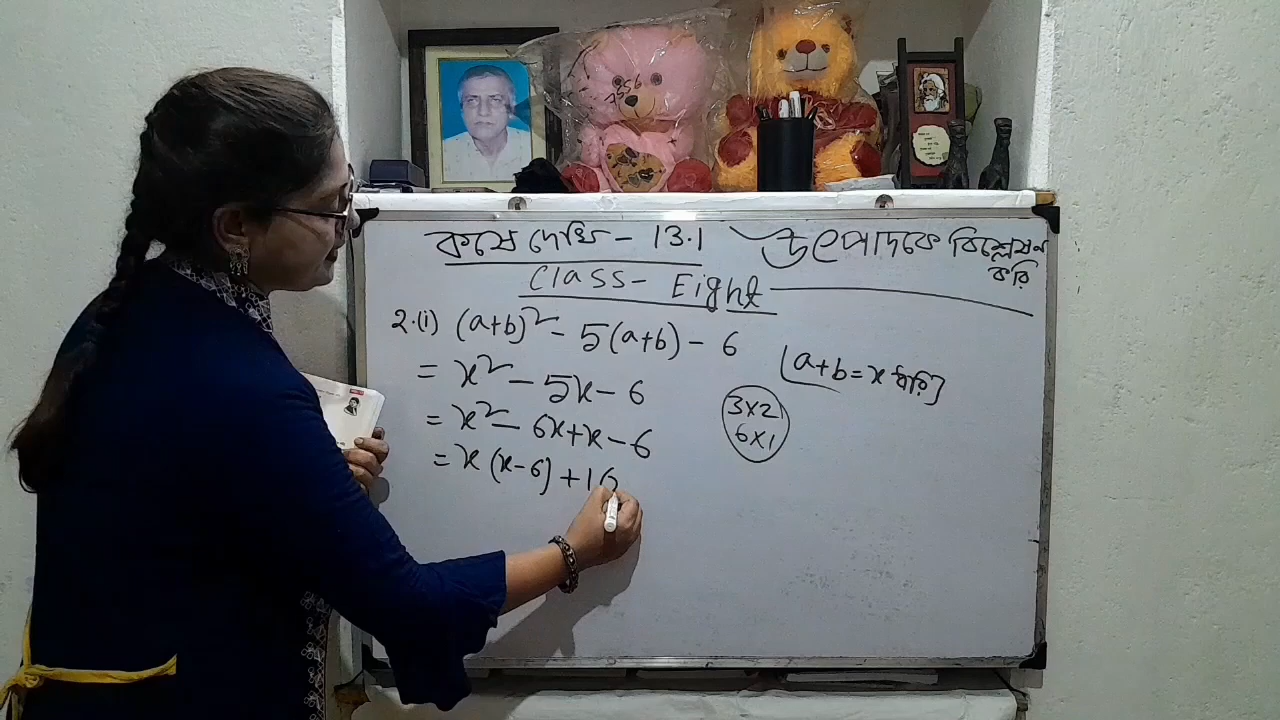 কষে দেখি - 13.1 উৎপাদকে বিশ্লেষণ করি
Class - Eight
2.(i) (a+b)² - 5(a+b) - 6
[a+b = x ধরি]
= x² - 5x - 6
= x² - 6x + x - 6
3×2
6×1
= x (x-6) + 1 (